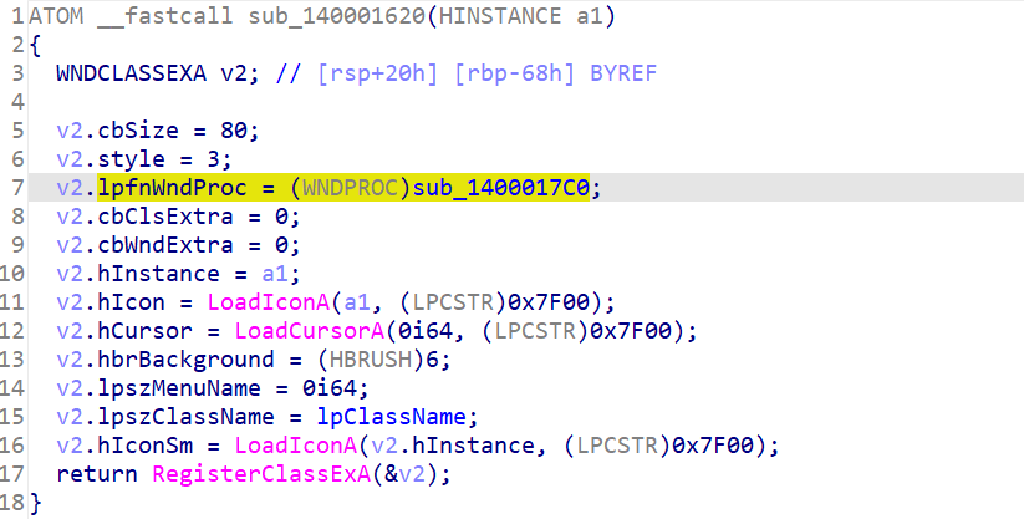 1 ATOM __fastcall sub_140001620(HINSTANCE a1)
2 {
3   WNDCLASSEXA v2; // [rsp+20h] [rbp-68h] BYREF
4
5   v2.cbSize = 80;
6   v2.style = 3;
7   v2.lpfnWndProc = (WNDPROC)sub_1400017C0;
8   v2.cbClsExtra = 0;
9   v2.cbWndExtra = 0;
10   v2.hInstance = a1;
11   v2.hIcon = LoadIconA(a1, (LPCSTR)0x7F00);
12   v2.hCursor = LoadCursorA(0i64, (LPCSTR)0x7F00);
13   v2.hbrBackground = (HBRUSH)6;
14   v2.lpszMenuName = 0i64;
15   v2.lpszClassName = lpClassName;
16   v2.hIconSm = LoadIconA(v2.hInstance, (LPCSTR)0x7F00);
17   return RegisterClassExA(&v2);
18 }